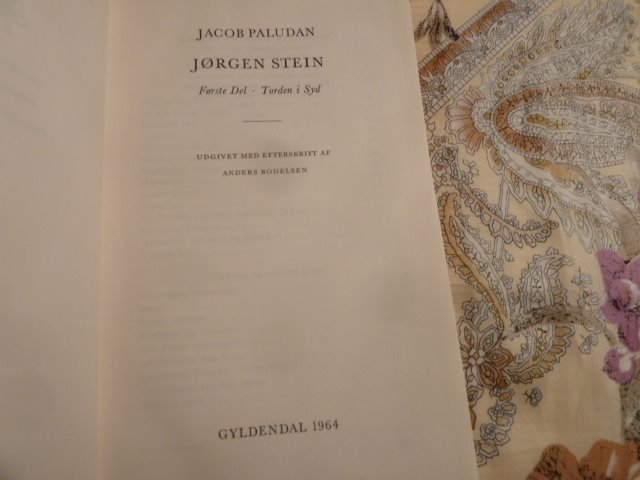 JACOB PALUDAN
JØRGEN STEIN
Første Del · Torden i Syd
UDGIVET MED EFTERSKRIFT AF
ANDERS BODELSEN
GYLDENDAL 1964